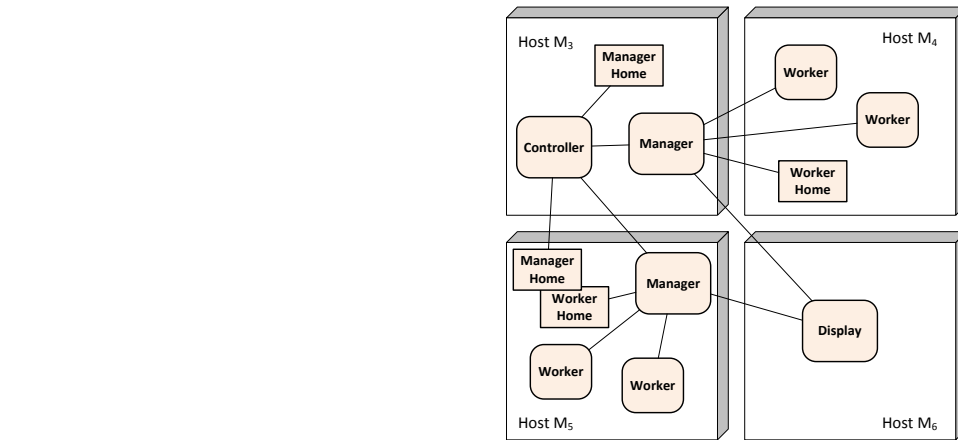 Host M₃
Manager
Home
Controller
Manager
Host M₄
Worker
Worker
Worker
Home
Manager
Home
Worker
Home
Manager
Worker
Worker
Host M₅
Display
Host M₆